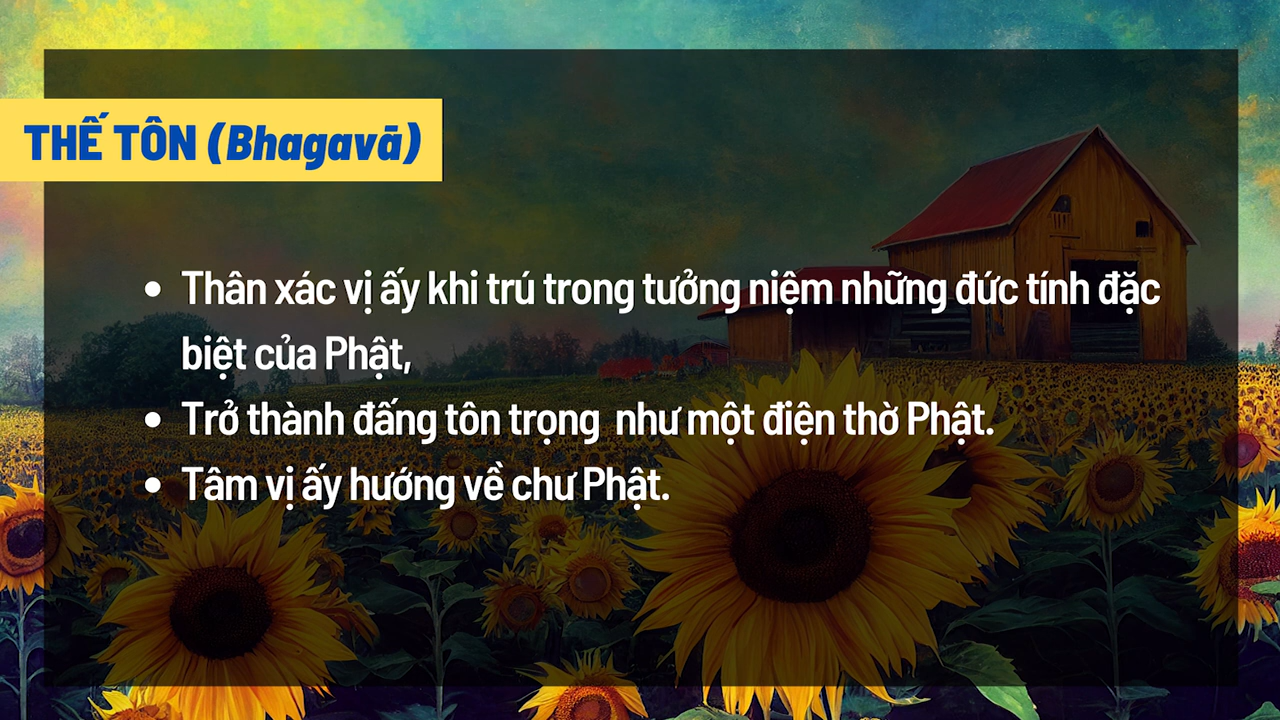 THẾ TÔN (Bhagavā)
• Thân xác vị ấy khi trú trong tưởng niệm những đức tính đặc
biệt của Phật,
• Trở thành đấng tôn trọng  như một điện thờ Phật.
• Tâm vị ấy hướng về chư Phật.